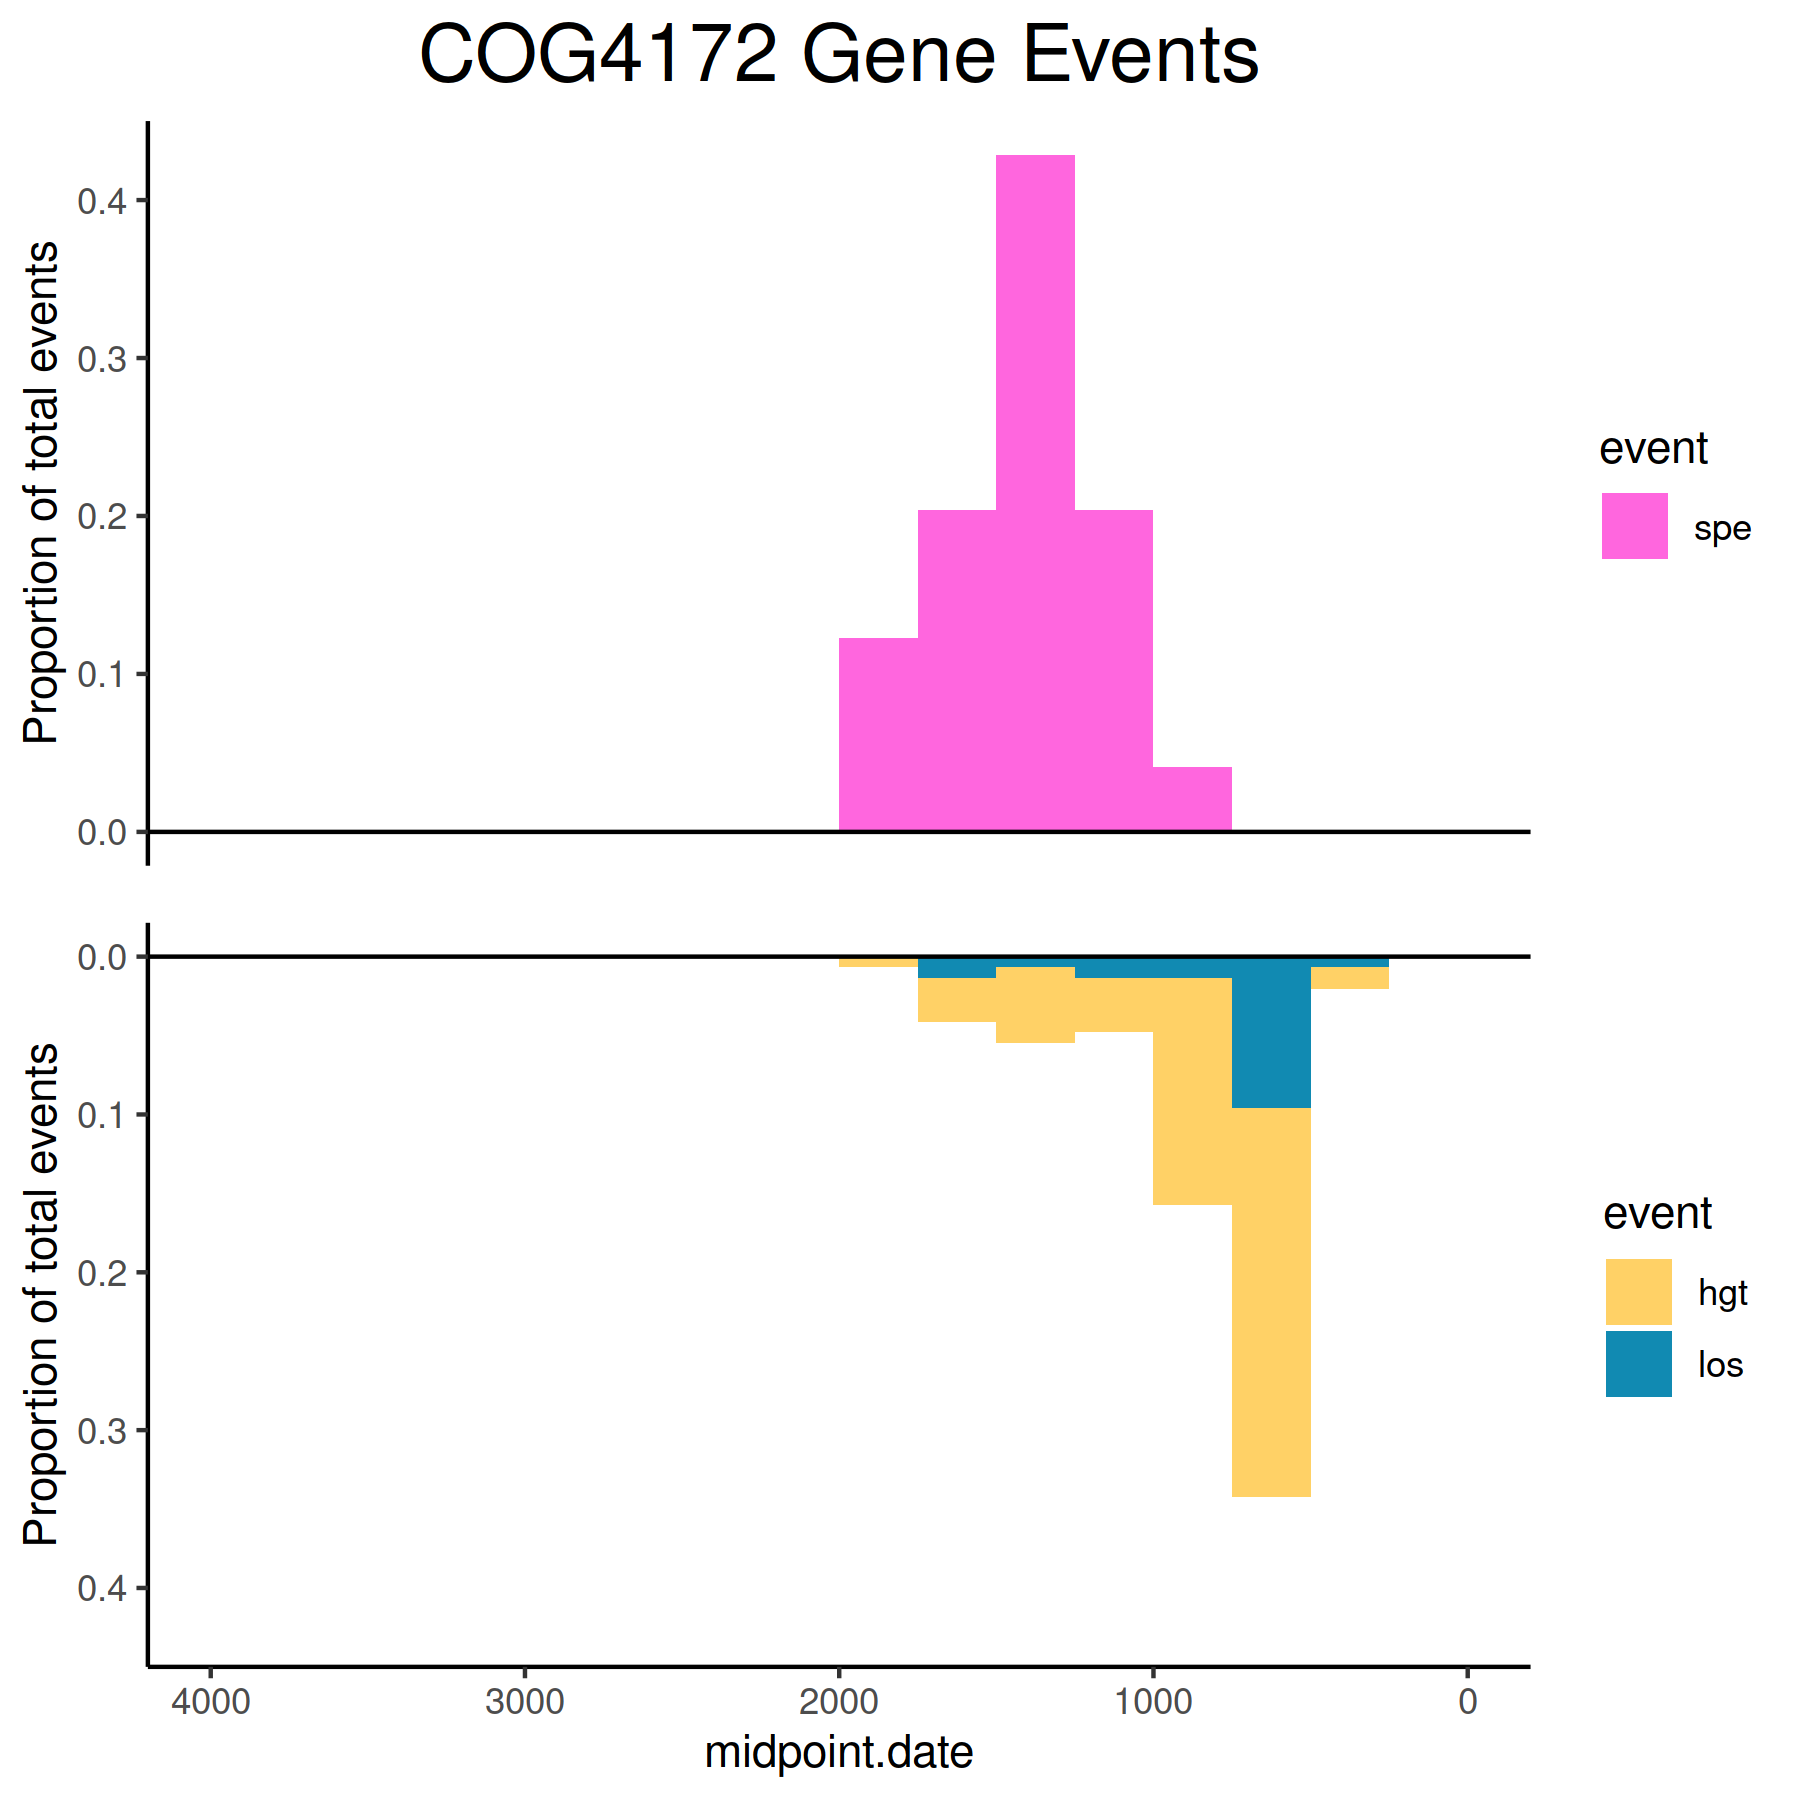 COG4172 Gene Events
Proportion of total events
0.4
0.3
0.2
0.1
0.0
event
spe
Proportion of total events
0.0
0.1
0.2
0.3
0.4
event
hgt
los
4000 3000 2000 1000 0
midpoint.date